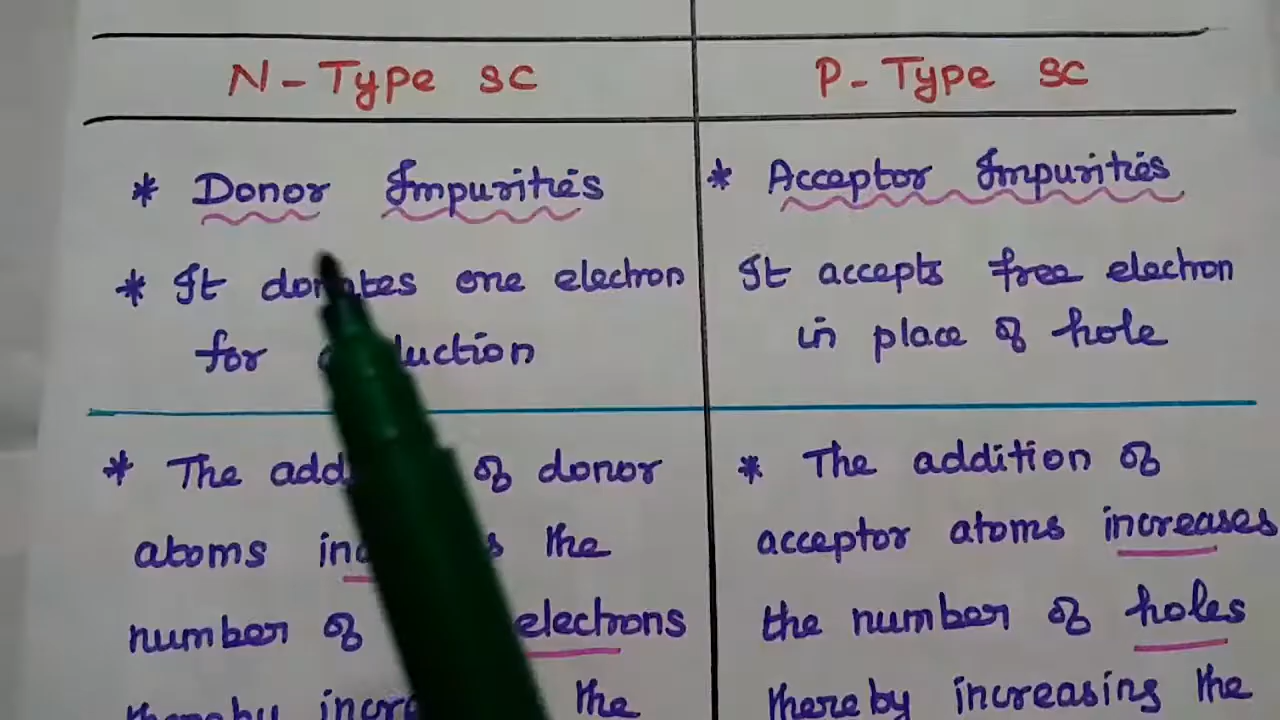 N-Type SC
* Donor Impurities
* It donates one electron
for
* The of donor
atoms the
number of electrons
thereby the
P-Type SC
* Acceptor Impurities
It accepts free electron
in place of hole
* The addition of
acceptor atoms increases
the number of holes
thereby increasing the